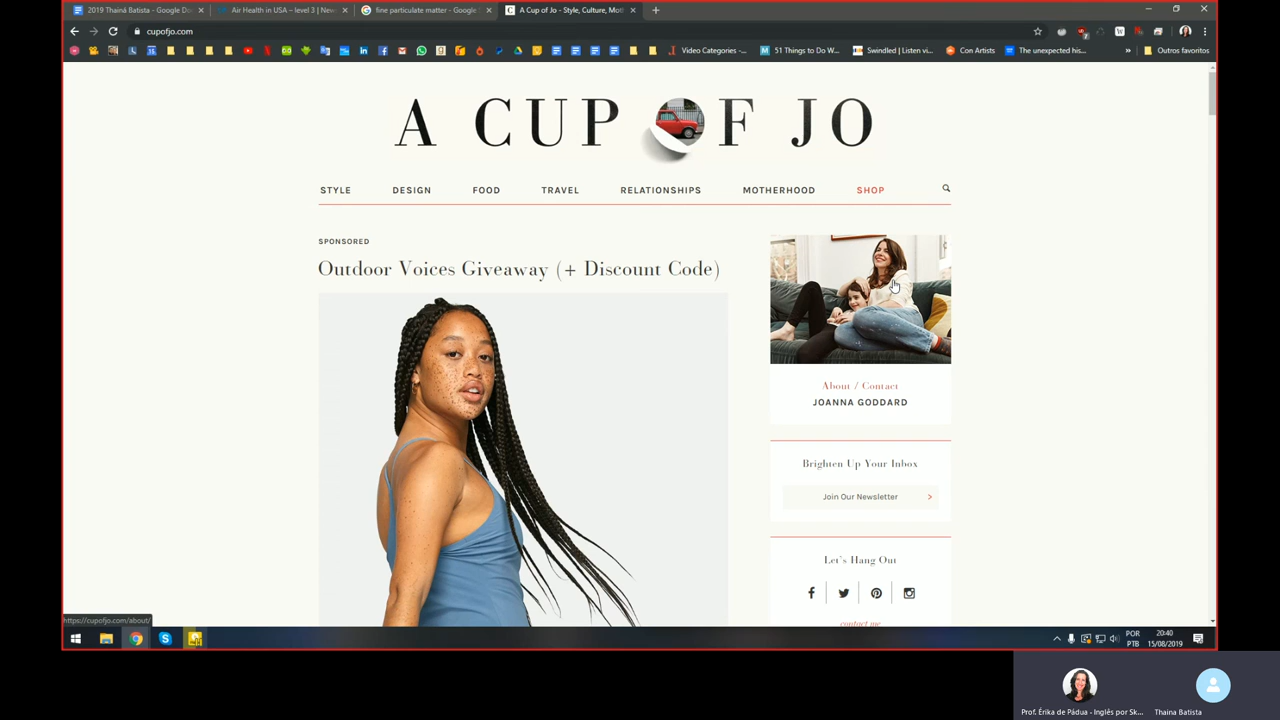 2019 Thainá Batista - Google Do
Air Health in USA – level 3 | New
fine particulate matter - Google S
A Cup of Jo - Style, Culture, Mot
cupofjo.com
Video Categories -...
51 Things to Do W...
Swindled | Listen vi...
Con Artists
The unexpected his...
»
Outros favoritos
A CUP OF JO
STYLE
DESIGN
FOOD
TRAVEL
RELATIONSHIPS
MOTHERHOOD
SHOP
SPONSORED
Outdoor Voices Giveaway (+ Discount Code)
About / Contact
JOANNA GODDARD
Brighten Up Your Inbox
Join Our Newsletter >
Let's Hang Out
contact me
https://cupofjo.com/about/
POR
PTB
20:40
15/08/2019
Prof. Érika de Pádua - Inglês por Sk...
Thaina Batista